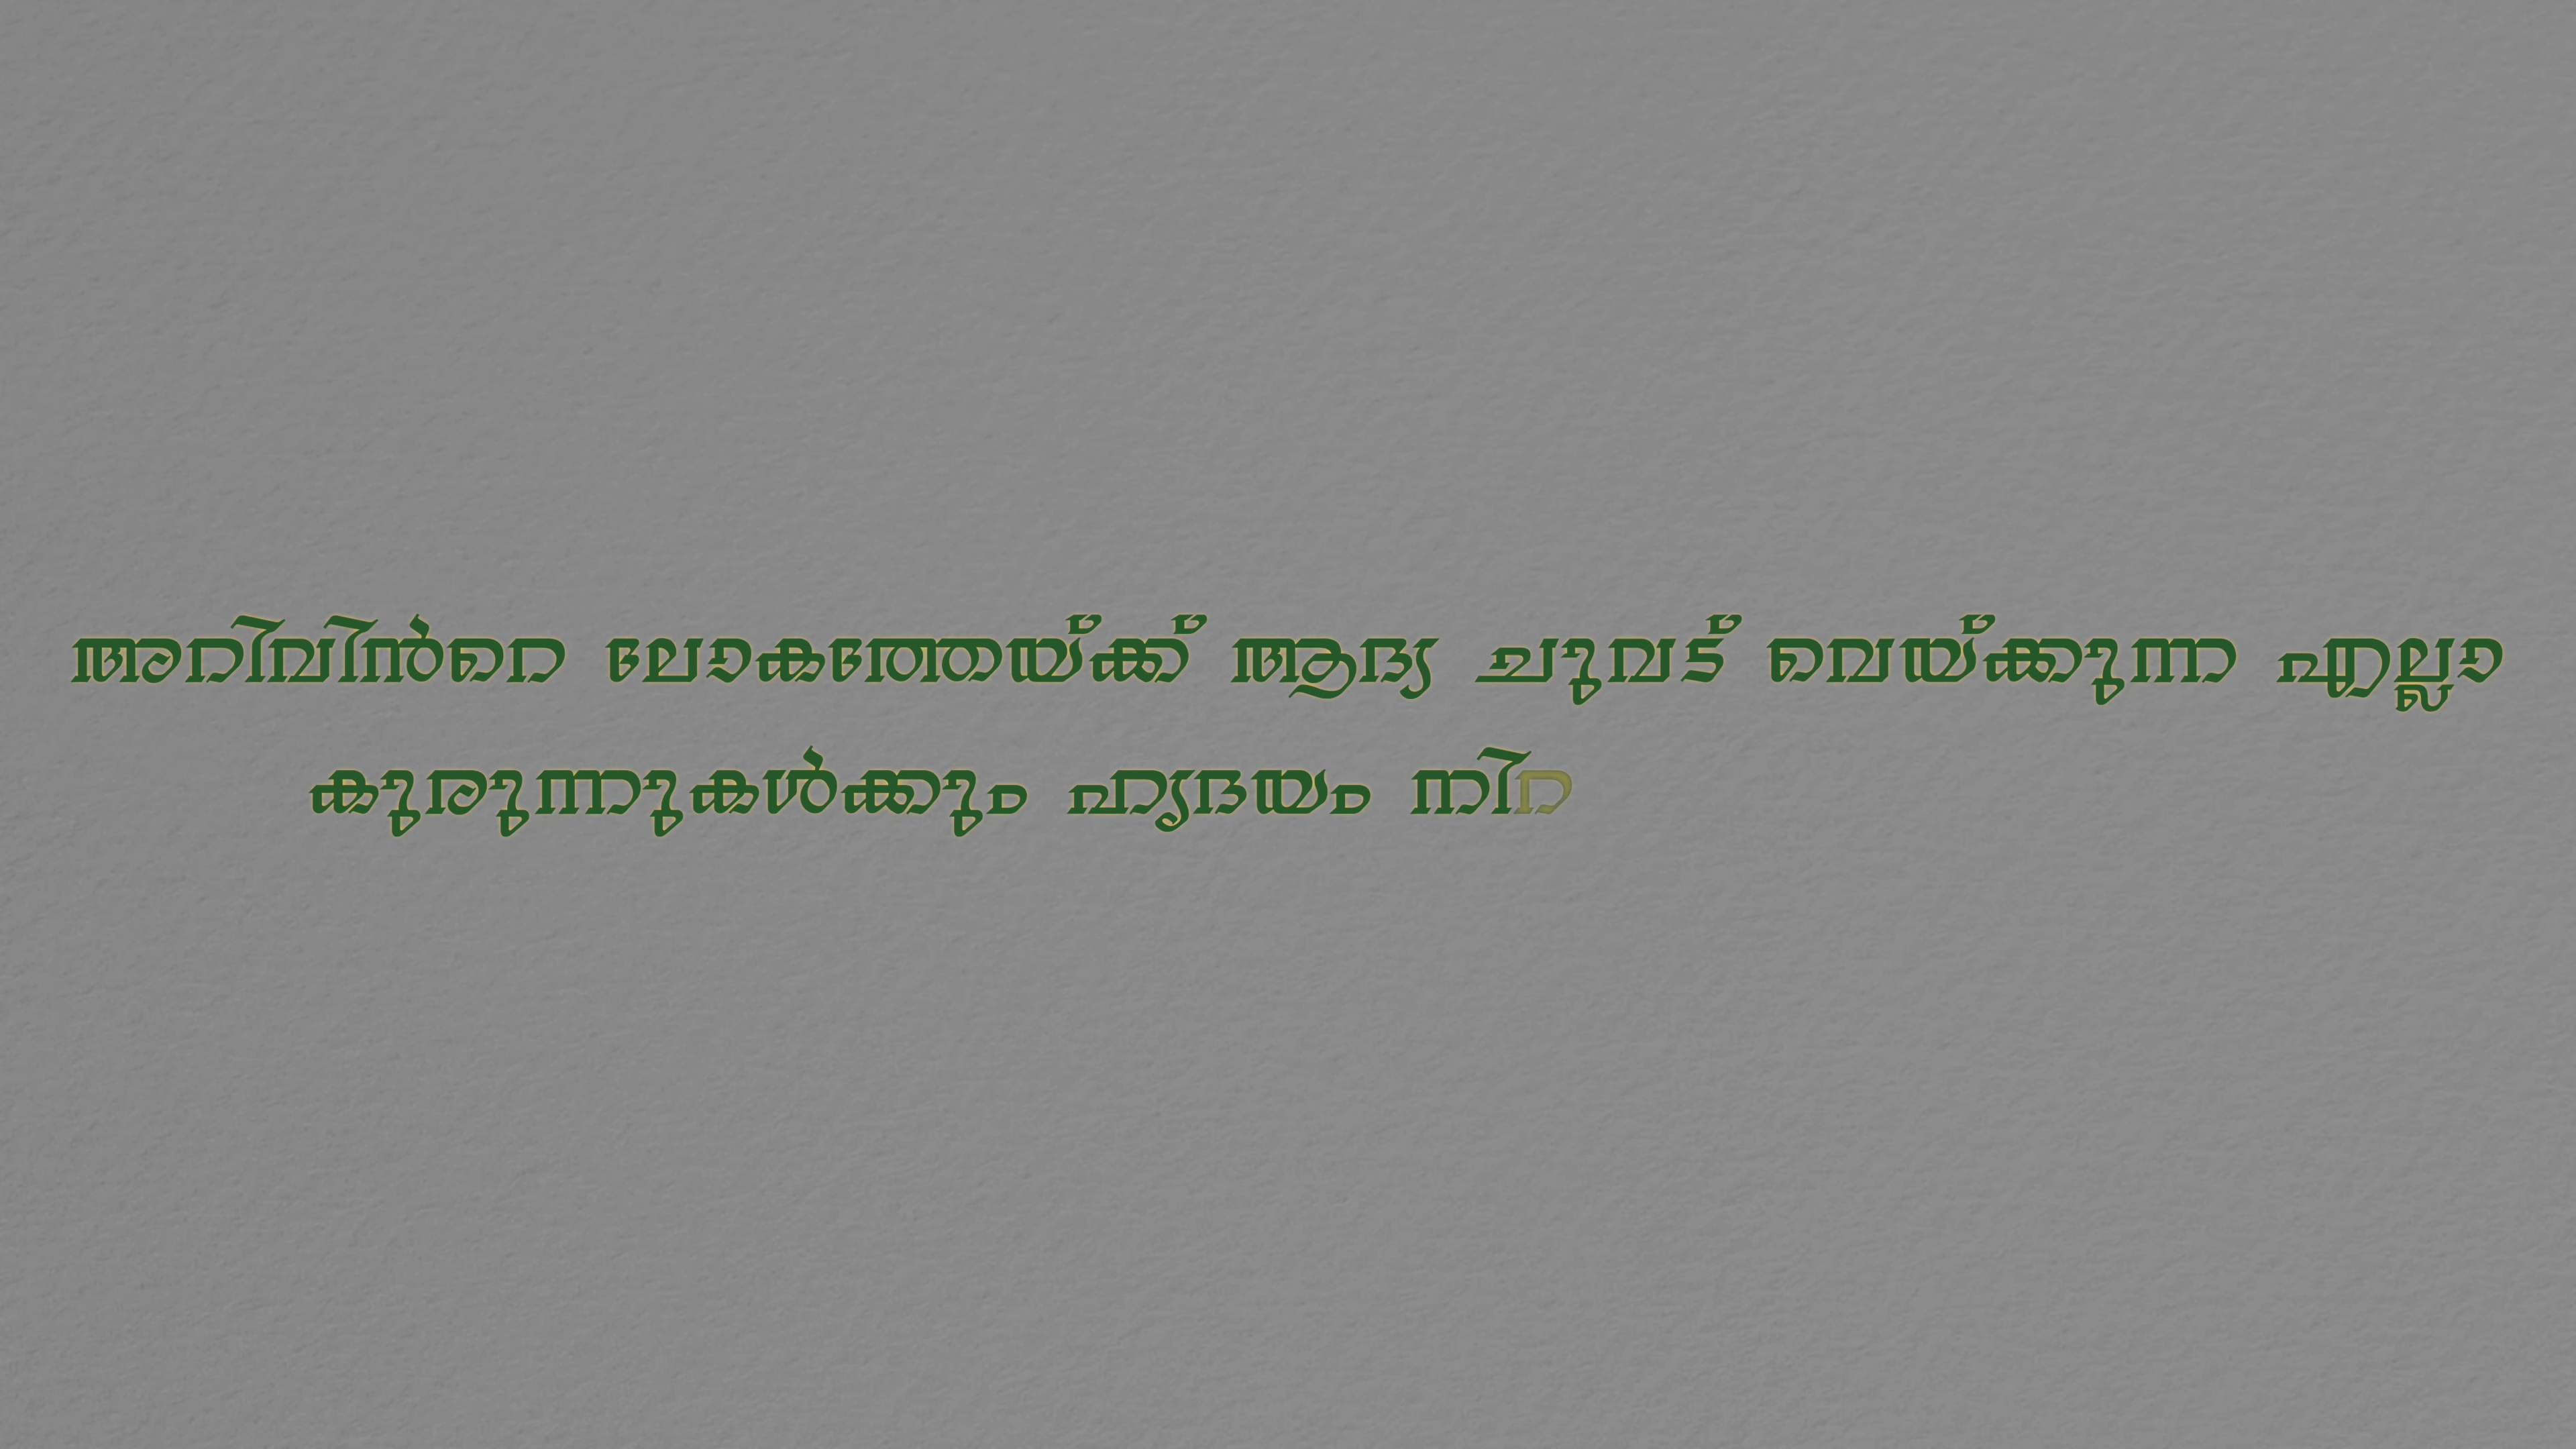 അറിവിൻറെ ലോകത്തേയ്ക്ക് ആദ്യ ചുവട് വെയ്ക്കുന്ന എല്ലാ
കുരുന്നുകൾക്കും ഹൃദയം നിറ